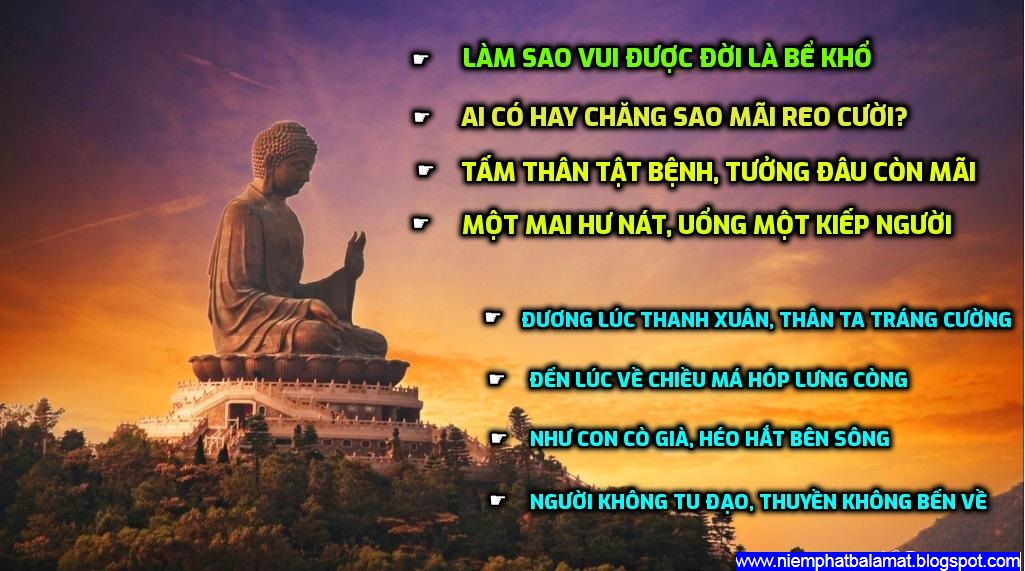 ☛ LÀM SAO VUI ĐƯỢC ĐỜI LÀ BỂ KHỔ
☛ AI CÓ HAY CHĂNG SAO MÃI REO CƯỜI?
☛ TẤM THÂN TẬT BỆNH, TƯỞNG ĐÂU CÒN MÃI
☛ MỘT MAI HƯ NÁT, UỔNG MỘT KIẾP NGƯỜI
☛ ĐƯƠNG LÚC THANH XUÂN, THÂN TA TRÁNG CƯỜNG
☛ ĐẾN LÚC VỀ CHIỀU MÁ HÓP LƯNG CÒNG
☛ NHƯ CON CÒ GIÀ, HÉO HẮT BÊN SÔNG
☛ NGƯỜI KHÔNG TU ĐẠO, THUYỀN KHÔNG BẾN VỀ
www.niemphatbalamat.blogspot.com